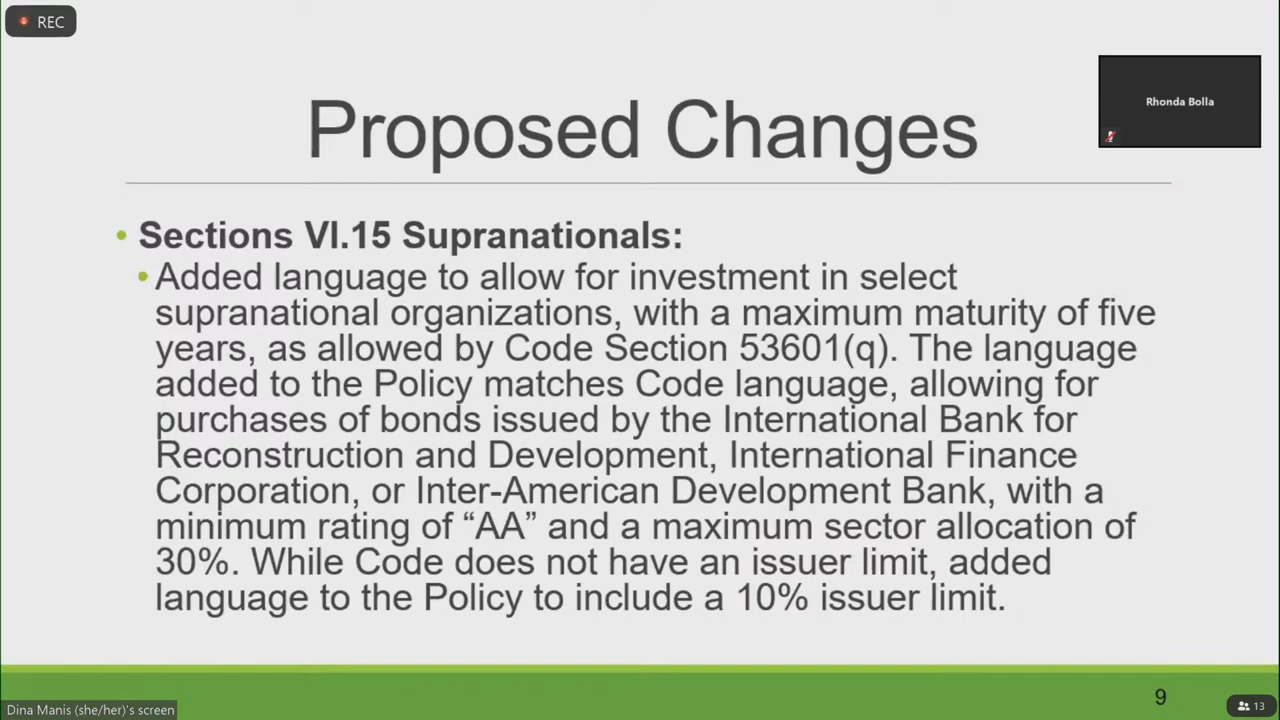 REC
Proposed Changes
Rhonda Bolla
• Sections VI.15 Supranationals:
• Added language to allow for investment in select
supranational organizations, with a maximum maturity of five
years, as allowed by Code Section 53601(q). The language
added to the Policy matches Code language, allowing for
purchases of bonds issued by the International Bank for
Reconstruction and Development, International Finance
Corporation, or Inter-American Development Bank, with a
minimum rating of “AA” and a maximum sector allocation of
30%. While Code does not have an issuer limit, added
language to the Policy to include a 10% issuer limit.
9
Dina Manis (she/her)'s screen
13